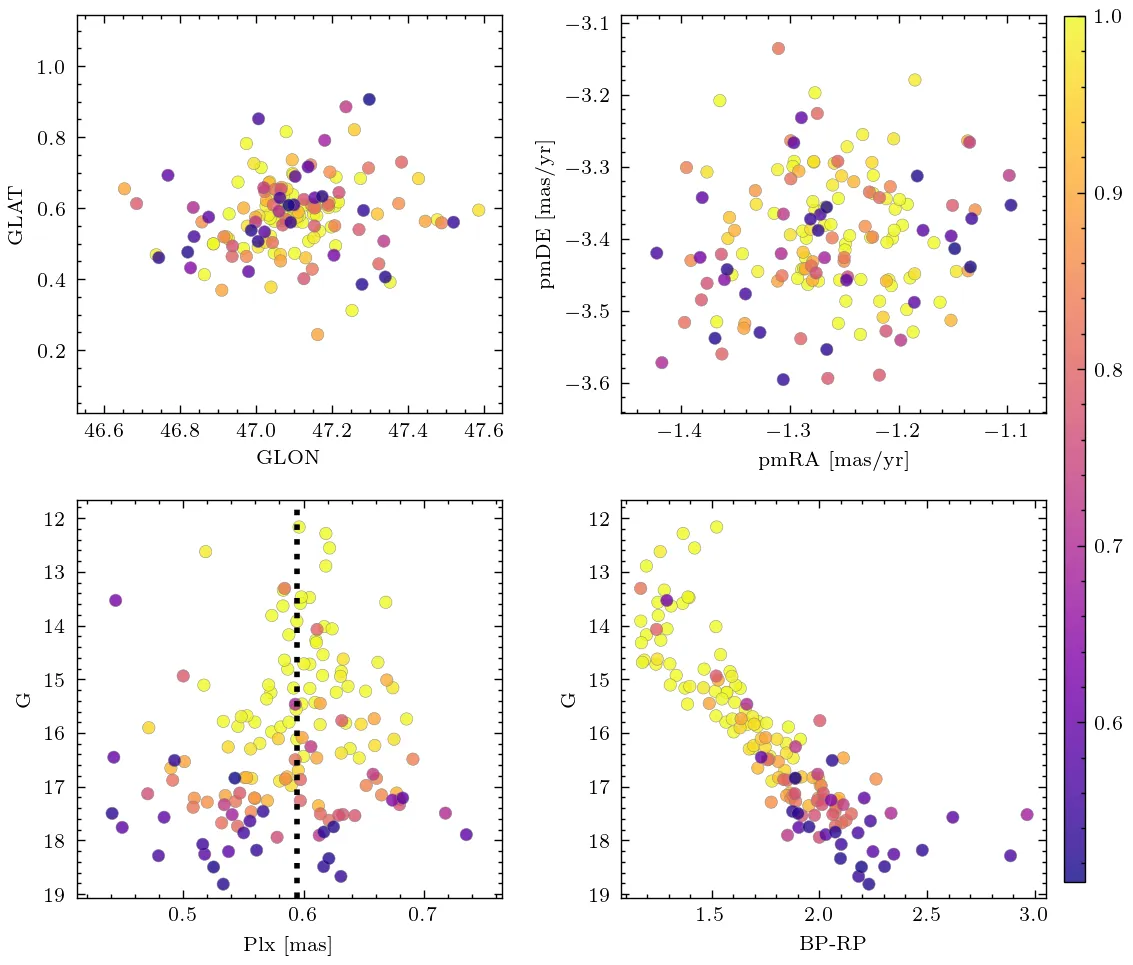 1.0
0.8
0.6
0.4
0.2
GLAT
46.6 46.8 47.0 47.2 47.4 47.6
GLON
−3.1
−3.2
−3.3
−3.4
−3.5
−3.6
pmDE [mas/yr]
−1.4 −1.3 −1.2 −1.1
pmRA [mas/yr]
1.0
0.9
0.8
0.7
0.6
12
13
14
15
16
17
18
19
G
0.5 0.6 0.7
Plx [mas]
12
13
14
15
16
17
18
19
G
1.5 2.0 2.5 3.0
BP-RP